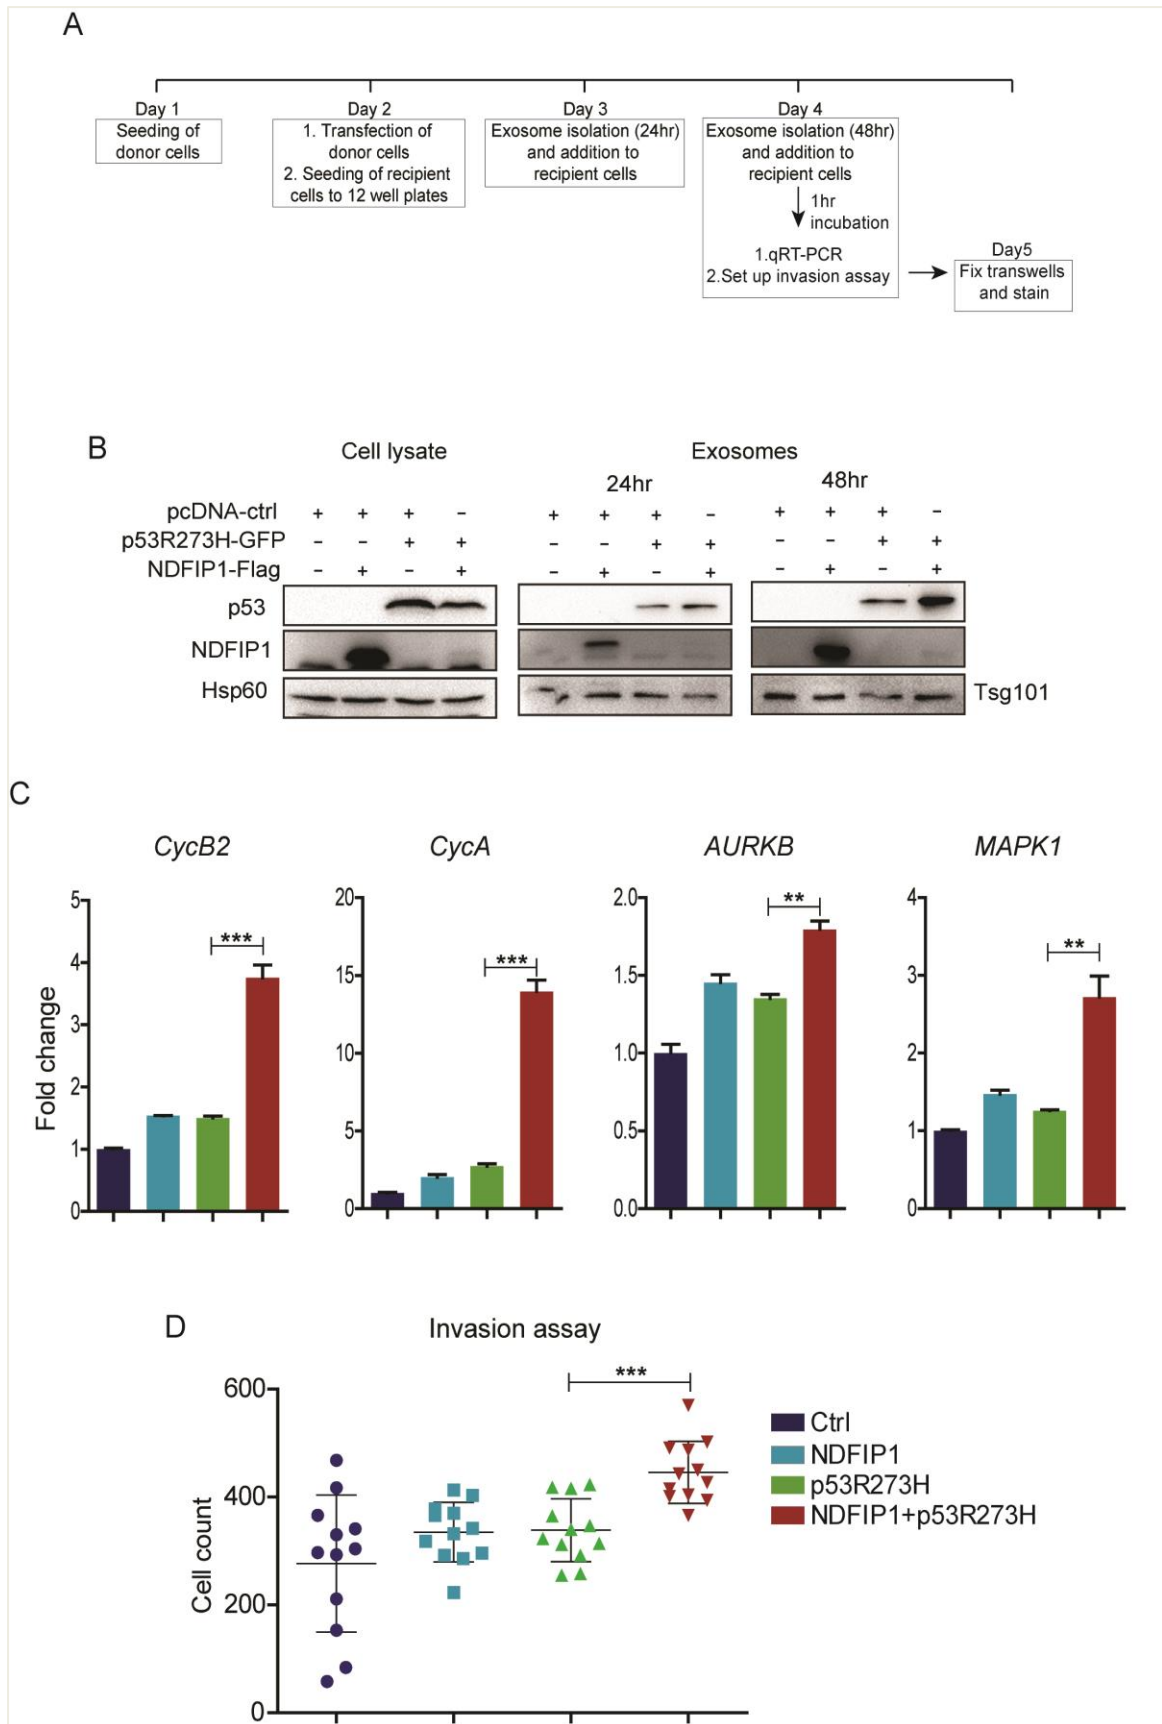 A
Day 1
Seeding of
donor cells
Day 2
1. Transfection of
donor cells
2. Seeding of recipient
cells to 12 well plates
Day 3
Exosome isolation (24hr)
and addition to
recipient cells
Day 4
Exosome isolation (48hr)
and addition to
recipient cells
1hr
incubation
1.qRT-PCR
2.Set up invasion assay
Day5
Fix transwells
and stain
B
Cell lysate
Exosomes
24hr
48hr
pcDNA-ctrl + + + − + + + − + + + −
p53R273H-GFP − − + + − − + + − − + +
NDFIP1-Flag − + − + − + − + − + − +
p53
NDFIP1
Hsp60
Tsg101
C
CycB2
CycA
AURKB
MAPK1
Fold change
5
4
3
2
1
0
***
20
15
10
5
0
***
2.0
1.5
1.0
0.5
0.0
**
4
3
2
1
0
**
D
Invasion assay
Cell count
600
400
200
0
***
Ctrl
NDFIP1
p53R273H
NDFIP1+p53R273H